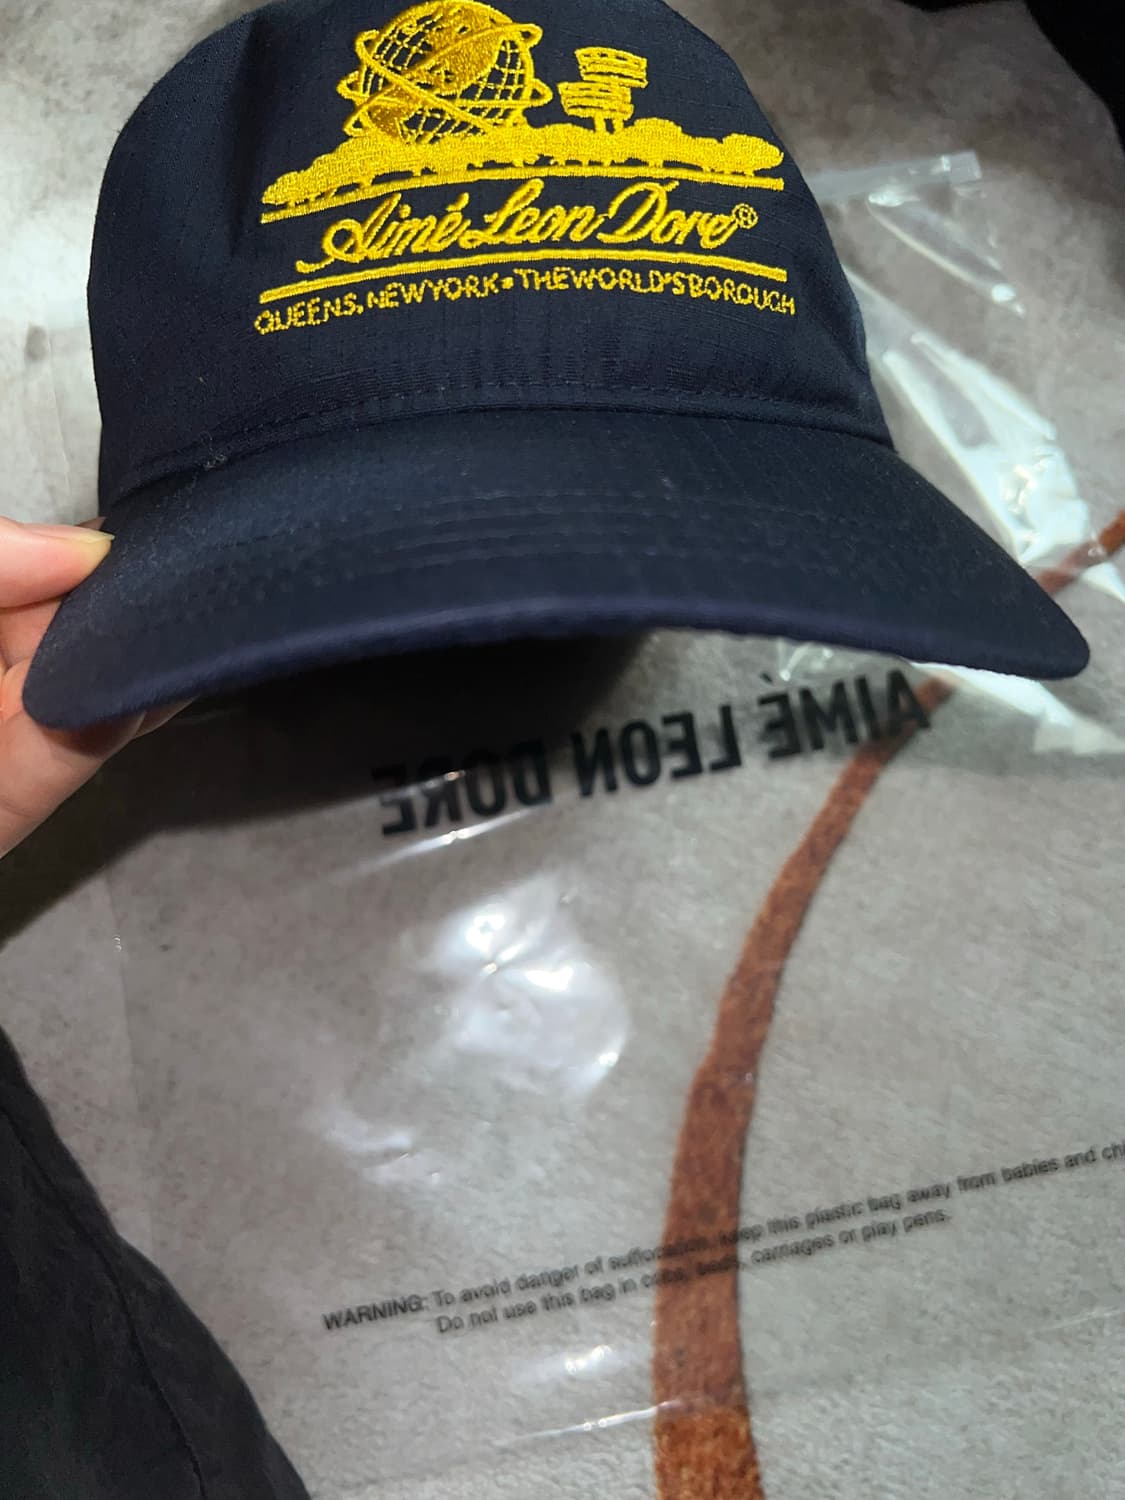 Aimé Leon Dore®
QUEENS, NEW YORK • THE WORLD'S BOROUGH
AIMÉ LEON DORE
WARNING: To avoid danger of suffocation, keep this plastic bag away from babies and
Do not use this bag in cribs, beds, carriages or play pens.